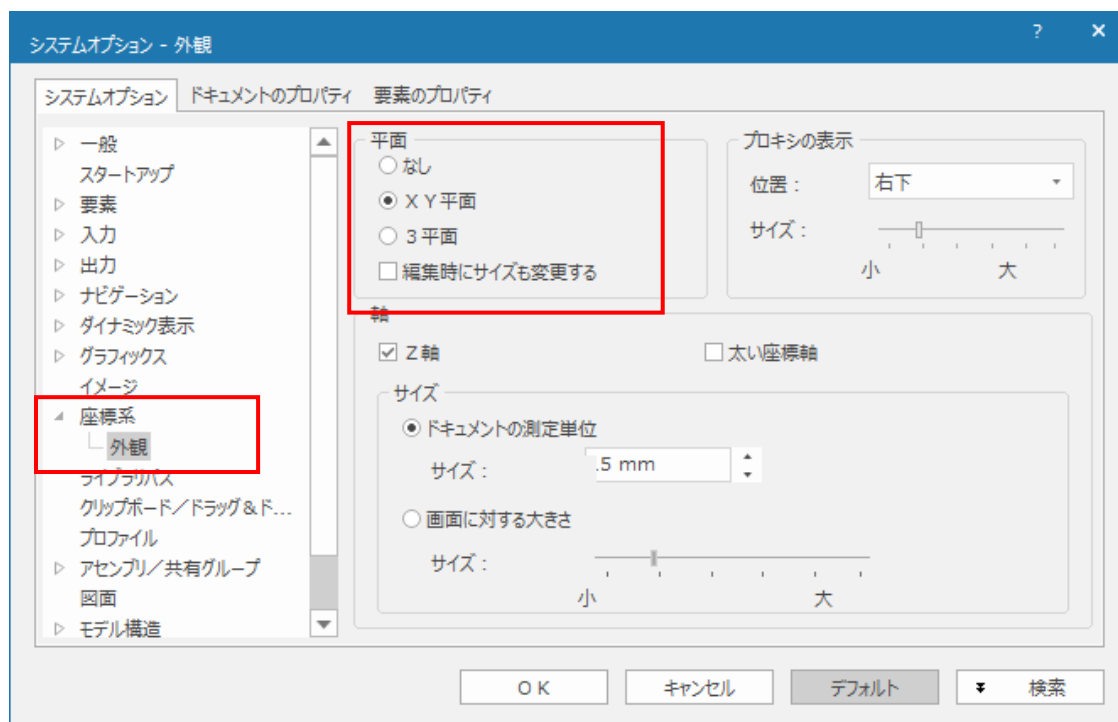 システムオプション - 外観
? ×
システムオプション ドキュメントのプロパティ 要素のプロパティ
一般
スタートアップ
要素
入力
出力
ナビゲーション
ダイナミック表示
グラフィックス
イメージ
座標系
外観
ライブラリパス
クリップボード／ドラッグ＆ド...
プロファイル
アセンブリ／共有グループ
図面
モデル構造
平面
なし
ＸＹ平面
３平面
編集時にサイズも変更する
プロキシの表示
位置：
右下
サイズ：
小 大
軸
Ｚ軸
太い座標軸
サイズ
ドキュメントの測定単位
サイズ：
.5 mm
画面に対する大きさ
サイズ：
小 大
ＯＫ
キャンセル
デフォルト
検索